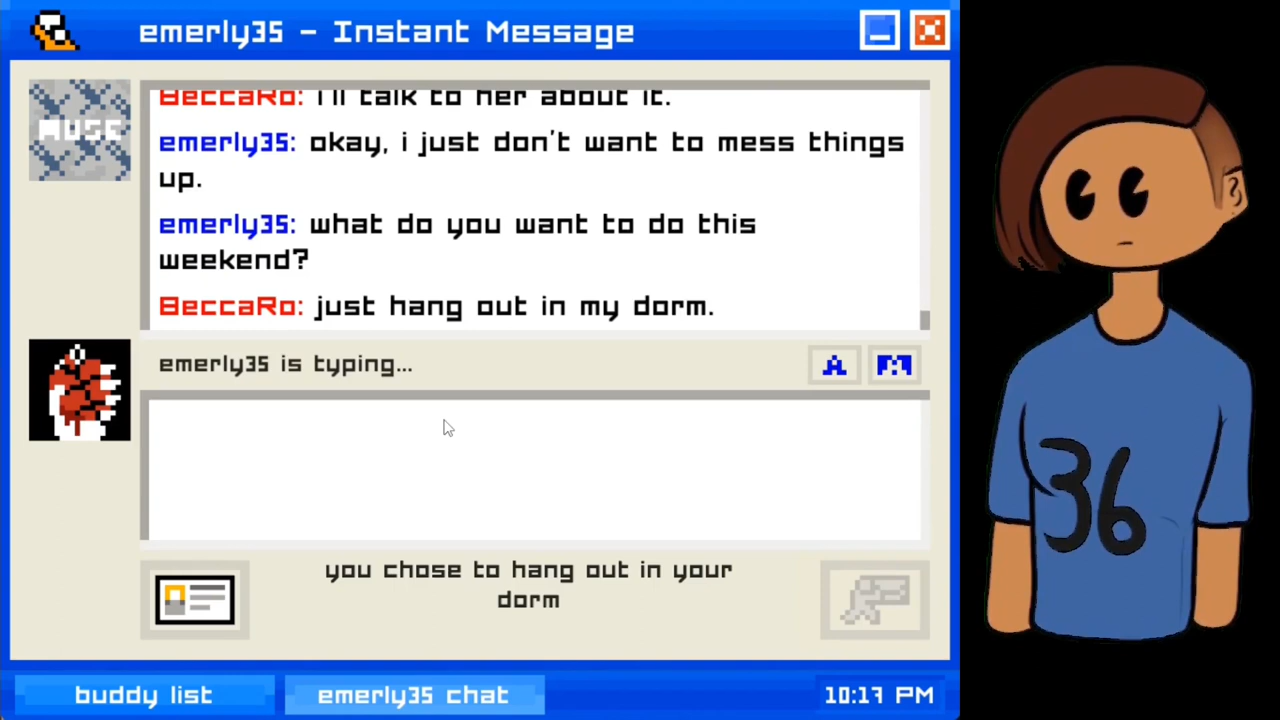 emerly35 - Instant Message
MUSE
BeccaRo: i'll talk to her about it.
emerly35: okay, i just don't want to mess things
up.
emerly35: what do you want to do this
weekend?
BeccaRo: just hang out in my dorm.
emerly35 is typing...
A
you chose to hang out in your
dorm
36
buddy list
emerly35 chat
10:17 PM